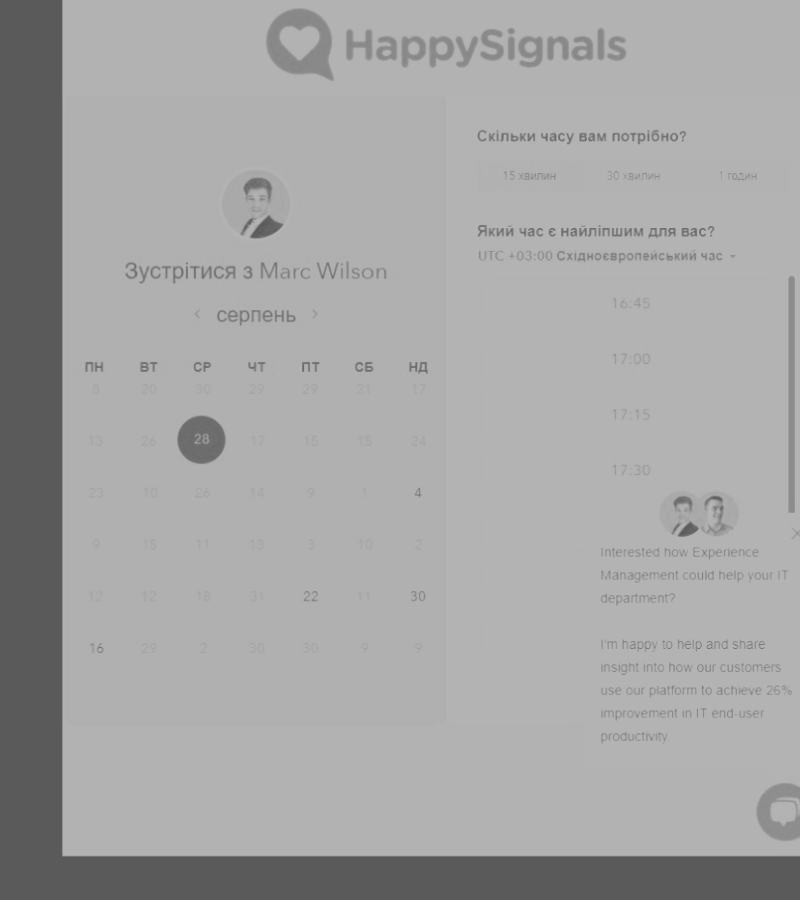 HappySignals
Зустрітися з Marc Wilson
серпень
ПН ВТ СР ЧТ ПТ СБ НД
8 20 30 29 29 21 17
13 26 28 17 15 15 24
23 10 26 14 9 1 4
9 15 11 13 3 10 2
12 12 18 31 22 11 30
16 29 2 30 30 9 9
Скільки часу вам потрібно?
15 хвилин 30 хвилин 1 годин
Який час є найліпшим для вас?
UTC +03:00 Східноєвропейський час
16:45
17:00
17:15
17:30
Interested how Experience
Management could help your IT
department?
I'm happy to help and share
insight into how our customers
use our platform to achieve 26%
improvement in IT end-user
productivity.